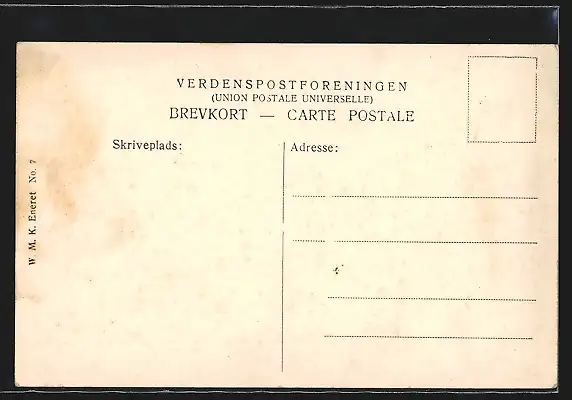 VERDENSPOSTFORENINGEN
(UNION POSTALE UNIVERSELLE)
BREVKORT — CARTE POSTALE
Skriveplads:
Adresse:
W. M. K. Eneret No. 7